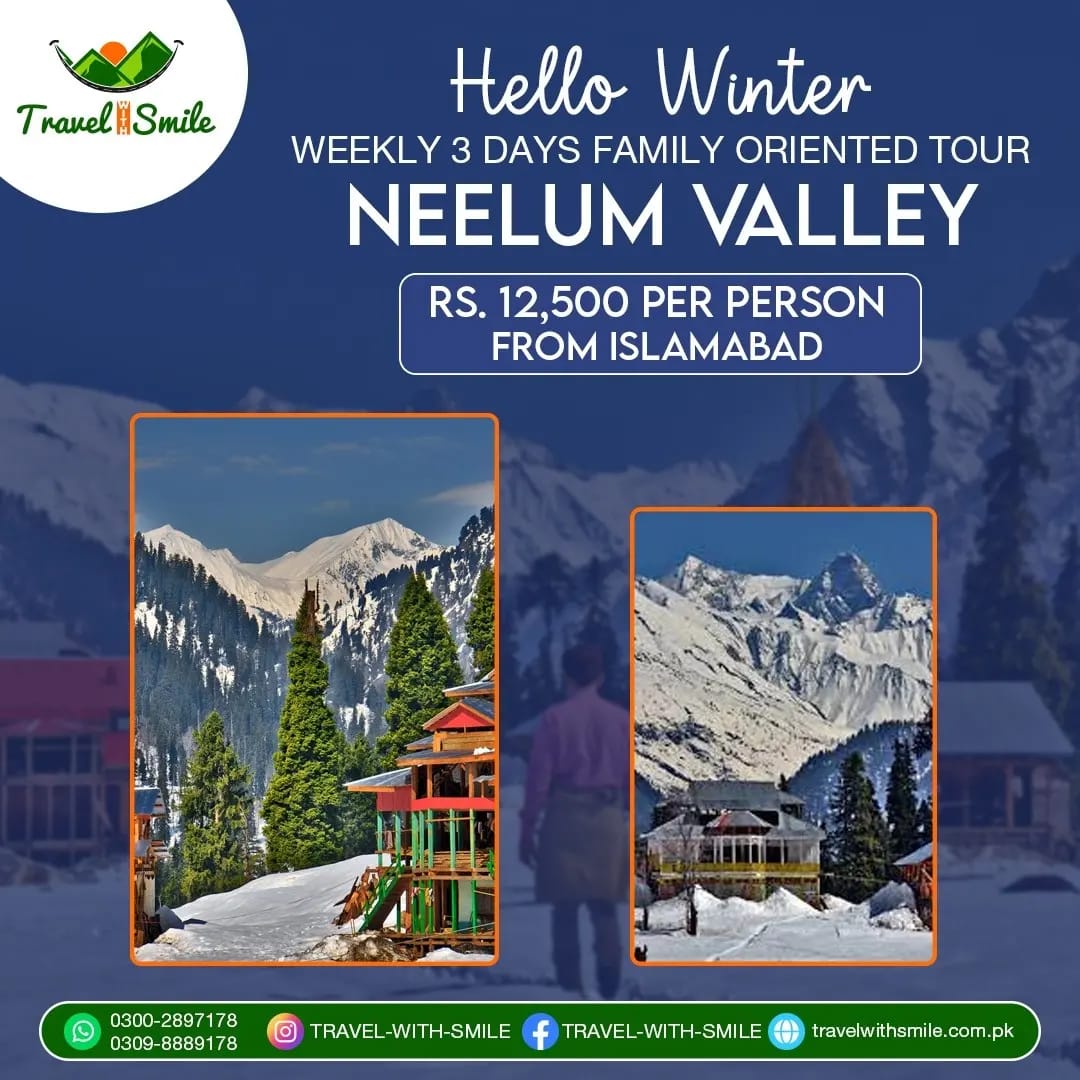 Travel WITH Smile
Hello Winter
WEEKLY 3 DAYS FAMILY ORIENTED TOUR
NEELUM VALLEY
RS. 12,500 PER PERSON
FROM ISLAMABAD
0300-2897178
0309-8889178
TRAVEL-WITH-SMILE
TRAVEL-WITH-SMILE
travelwithsmile.com.pk